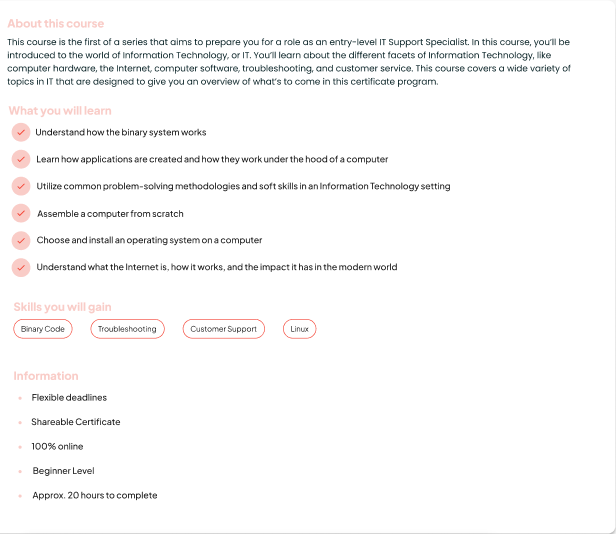 About this course
This course is the first of a series that aims to prepare you for a role as an entry-level IT Support Specialist. In this course, you'll be
introduced to the world of Information Technology, or IT. You'll learn about the different facets of Information Technology, like
computer hardware, the Internet, computer software, troubleshooting, and customer service. This course covers a wide variety of
topics in IT that are designed to give you an overview of what's to come in this certificate program.
What you will learn
Understand how the binary system works
Learn how applications are created and how they work under the hood of a computer
Utilize common problem-solving methodologies and soft skills in an Information Technology setting
Assemble a computer from scratch
Choose and install an operating system on a computer
Understand what the Internet is, how it works, and the impact it has in the modern world
Skills you will gain
Binary Code Troubleshooting Customer Support Linux
Information
Flexible deadlines
Shareable Certificate
100% online
Beginner Level
Approx. 20 hours to complete